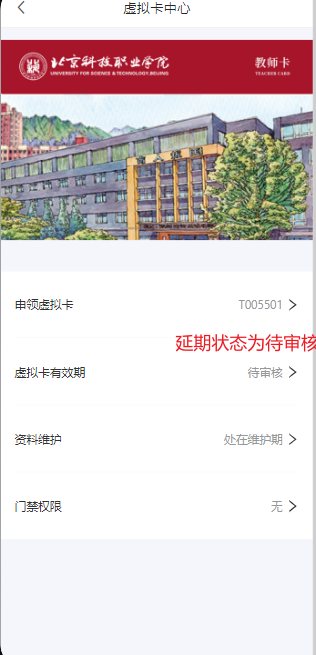 虚拟卡中心
北京科技职业学院
UNIVERSITY FOR SCIENCE & TECHNOLOGY,BEIJING
教师卡
TEACHER CARD
申领虚拟卡 T005501
延期状态为待审核
虚拟卡有效期 待审核
资料维护 处在维护期
门禁权限 无